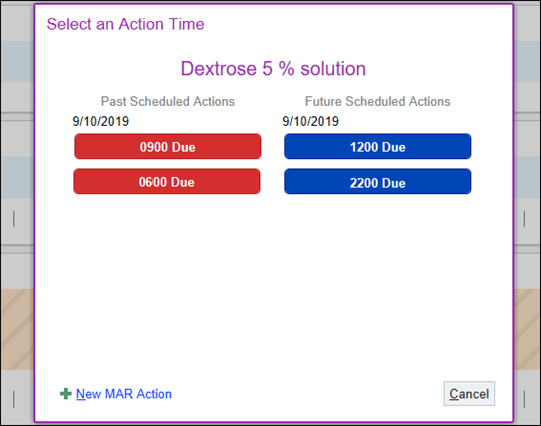 Select an Action Time
Dextrose 5 % solution
Past Scheduled Actions
9/10/2019
0900 Due
0600 Due
Future Scheduled Actions
9/10/2019
1200 Due
2200 Due
New MAR Action
Cancel